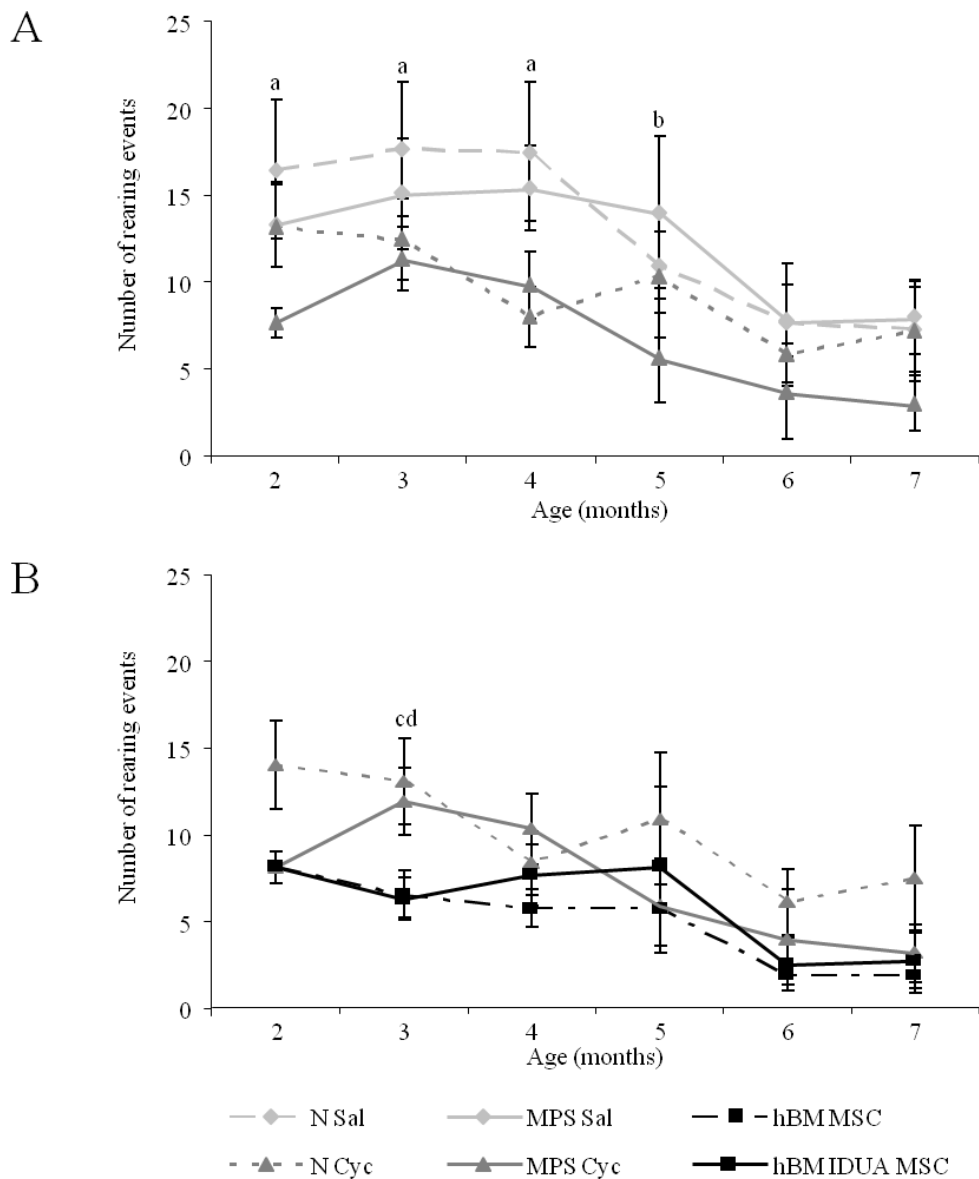 A
Number of rearing events
25
20
15
10
5
0
a
a
a
b
2
3
4
5
6
7
Age (months)
B
Number of rearing events
25
20
15
10
5
0
cd
2
3
4
5
6
7
Age (months)
N Sal
MPS Sal
hBM MSC
N Cyc
MPS Cyc
hBM IDUA MSC